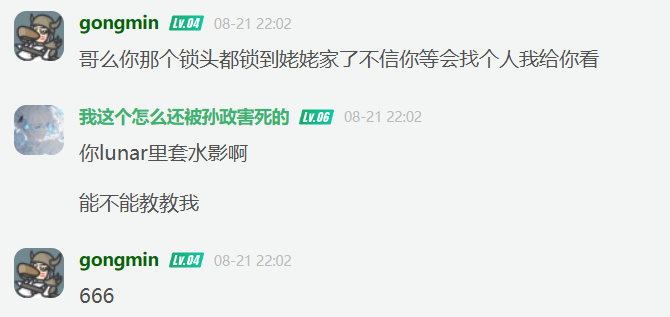 gongmin Lv.04 08-21 22:02
哥么你那个锁头都锁到姥姥家了不信你等会找个人我给你看
我这个怎么还被孙政害死的 Lv.06 08-21 22:02
你lunar里套水影啊
能不能教教我
gongmin Lv.04 08-21 22:02
666